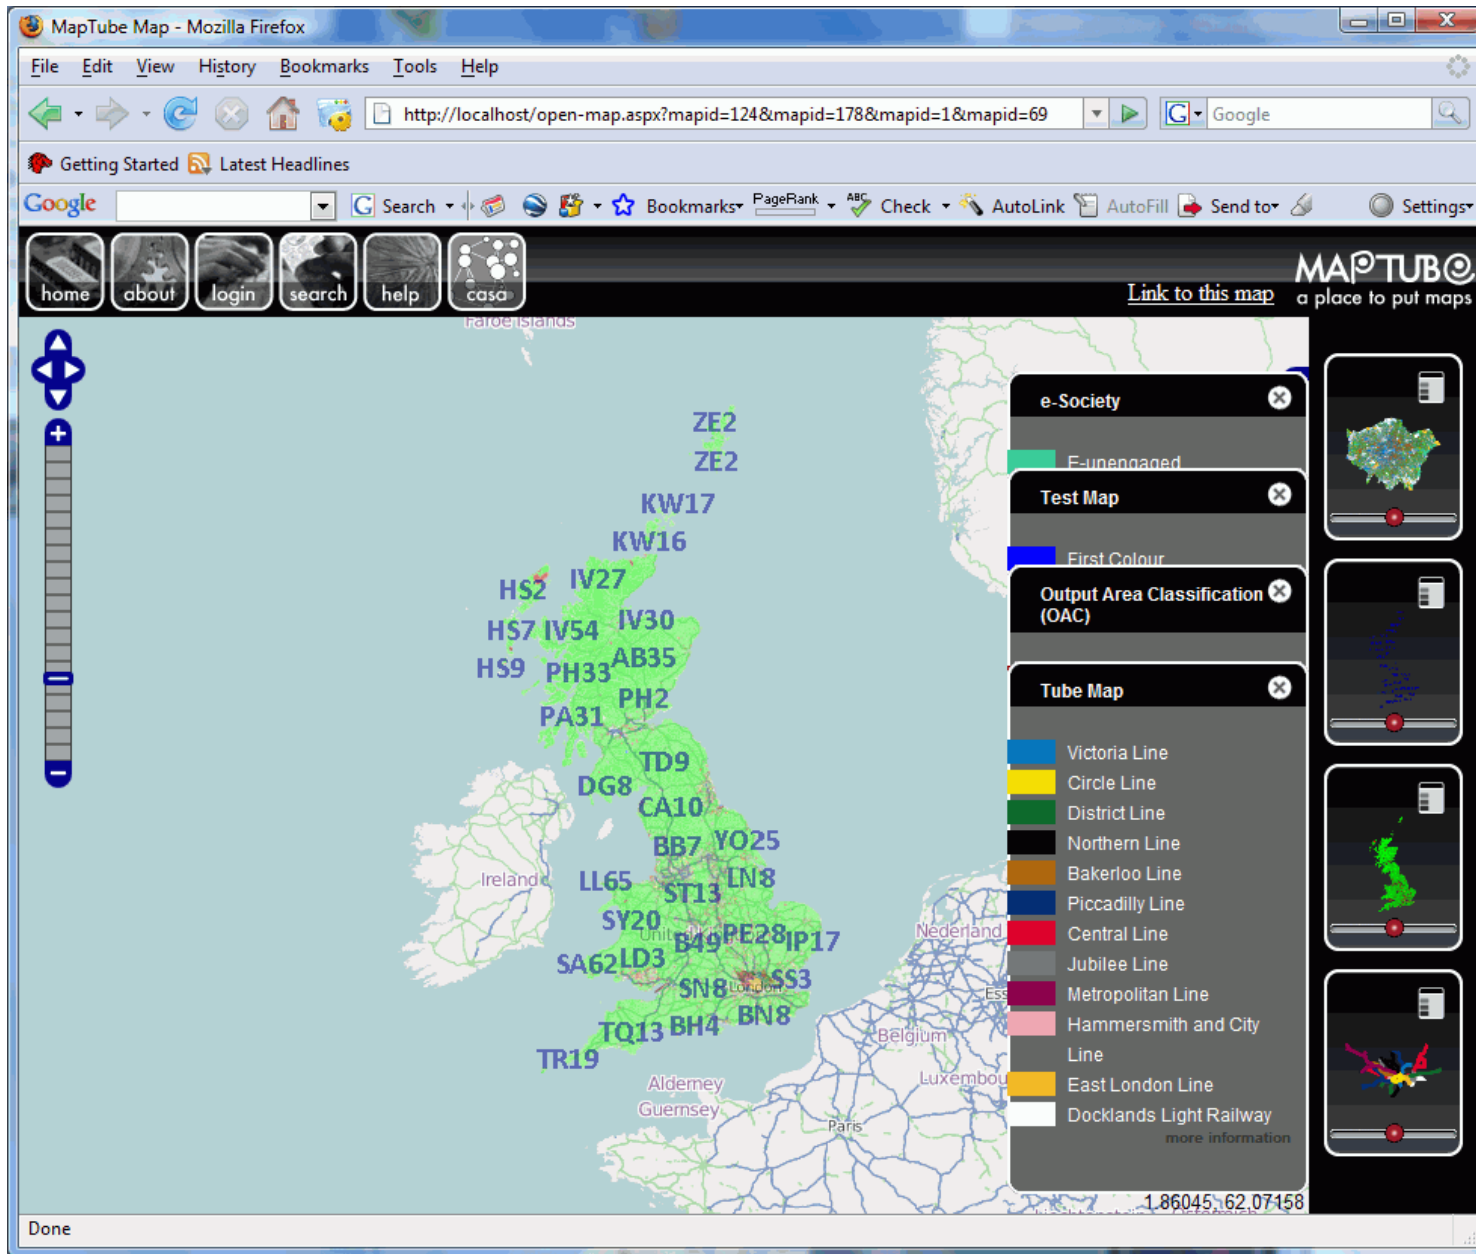 MapTube Map - Mozilla Firefox
File Edit View History Bookmarks Tools Help
http://localhost/open-map.aspx?mapid=124&mapid=178&mapid=1&mapid=69
G Google
Getting Started Latest Headlines
Google G Search Bookmarks PageRank ABC Check AutoLink AutoFill Send to Settings
home about login search help casa
Link to this map
MAPTUBE
a place to put maps
Faroe Islands
ZE2
ZE2
KW17
KW16
HS2 IV27
HS7 IV54 IV30
HS9 PH33 AB35
PH2
PA31
TD9
DG8
CA10
BB7 YO25
Ireland LL65 ST13 LN8
SY20
United Kingdom
B49 PE28 IP17
SA62 LD3
SN8 London SS3
TQ13 BH4 BN8
TR19
Alderney
Guernsey
Nederland
Ess
Belgium
Luxembou
Paris
Liechtenstein Österreich
e-Society
E-unengaged
Test Map
First Colour
Output Area Classification
(OAC)
Tube Map
Victoria Line
Circle Line
District Line
Northern Line
Bakerloo Line
Piccadilly Line
Central Line
Jubilee Line
Metropolitan Line
Hammersmith and City
Line
East London Line
Docklands Light Railway
more information
1.86045, 62.07158
Done